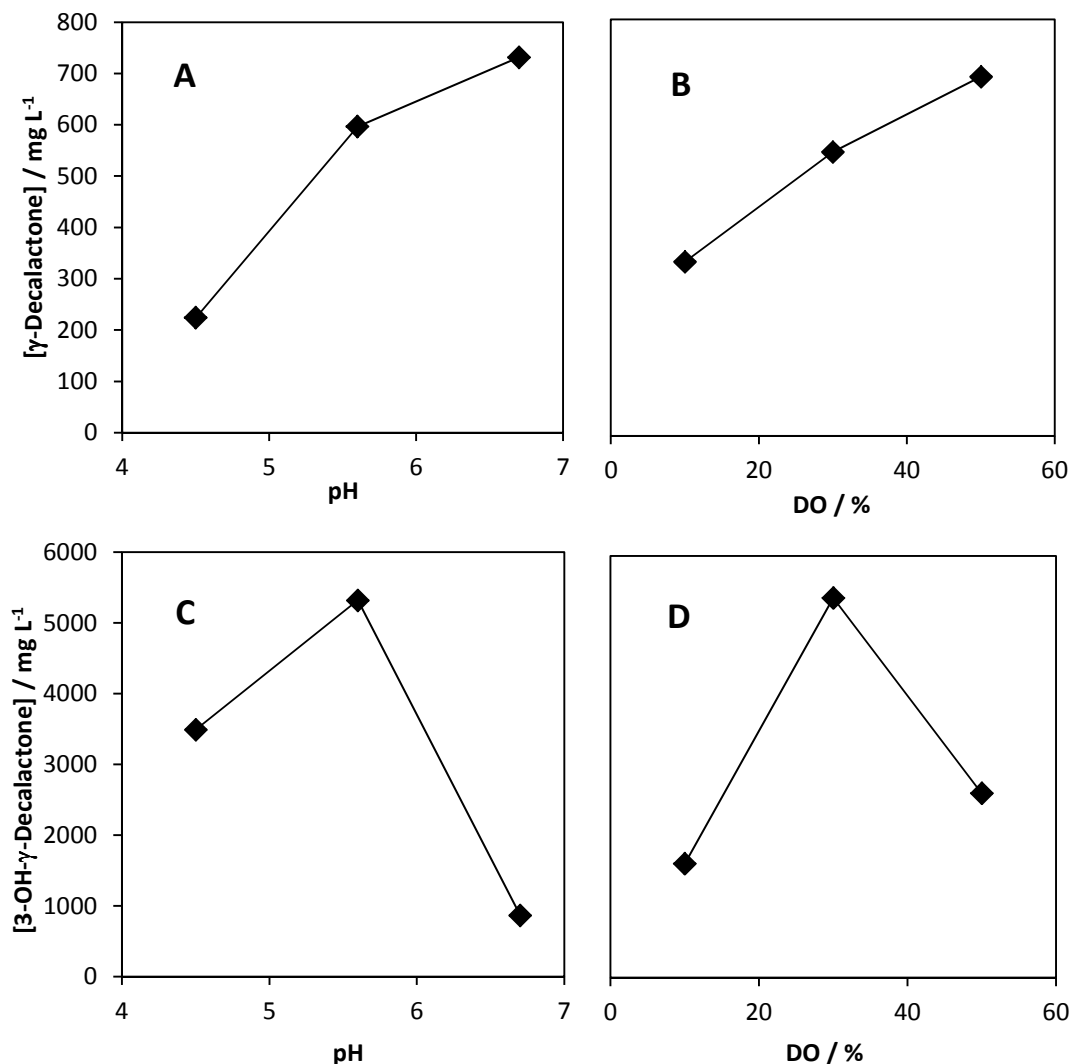 800
700
600
500
400
300
200
100
0
[γ-Decalactone] / mg L⁻¹
A
4 5 6 7
pH
B
0 20 40 60
DO / %
6000
5000
4000
3000
2000
1000
0
[3-OH-γ-Decalactone] / mg L⁻¹
C
4 5 6 7
pH
D
0 20 40 60
DO / %